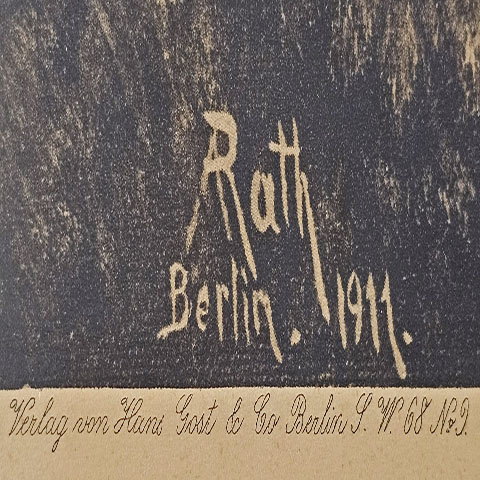 Rath
Berlin. 1911.
Verlag von Hans Gost & Co Berlin S. W. 68 No 9.